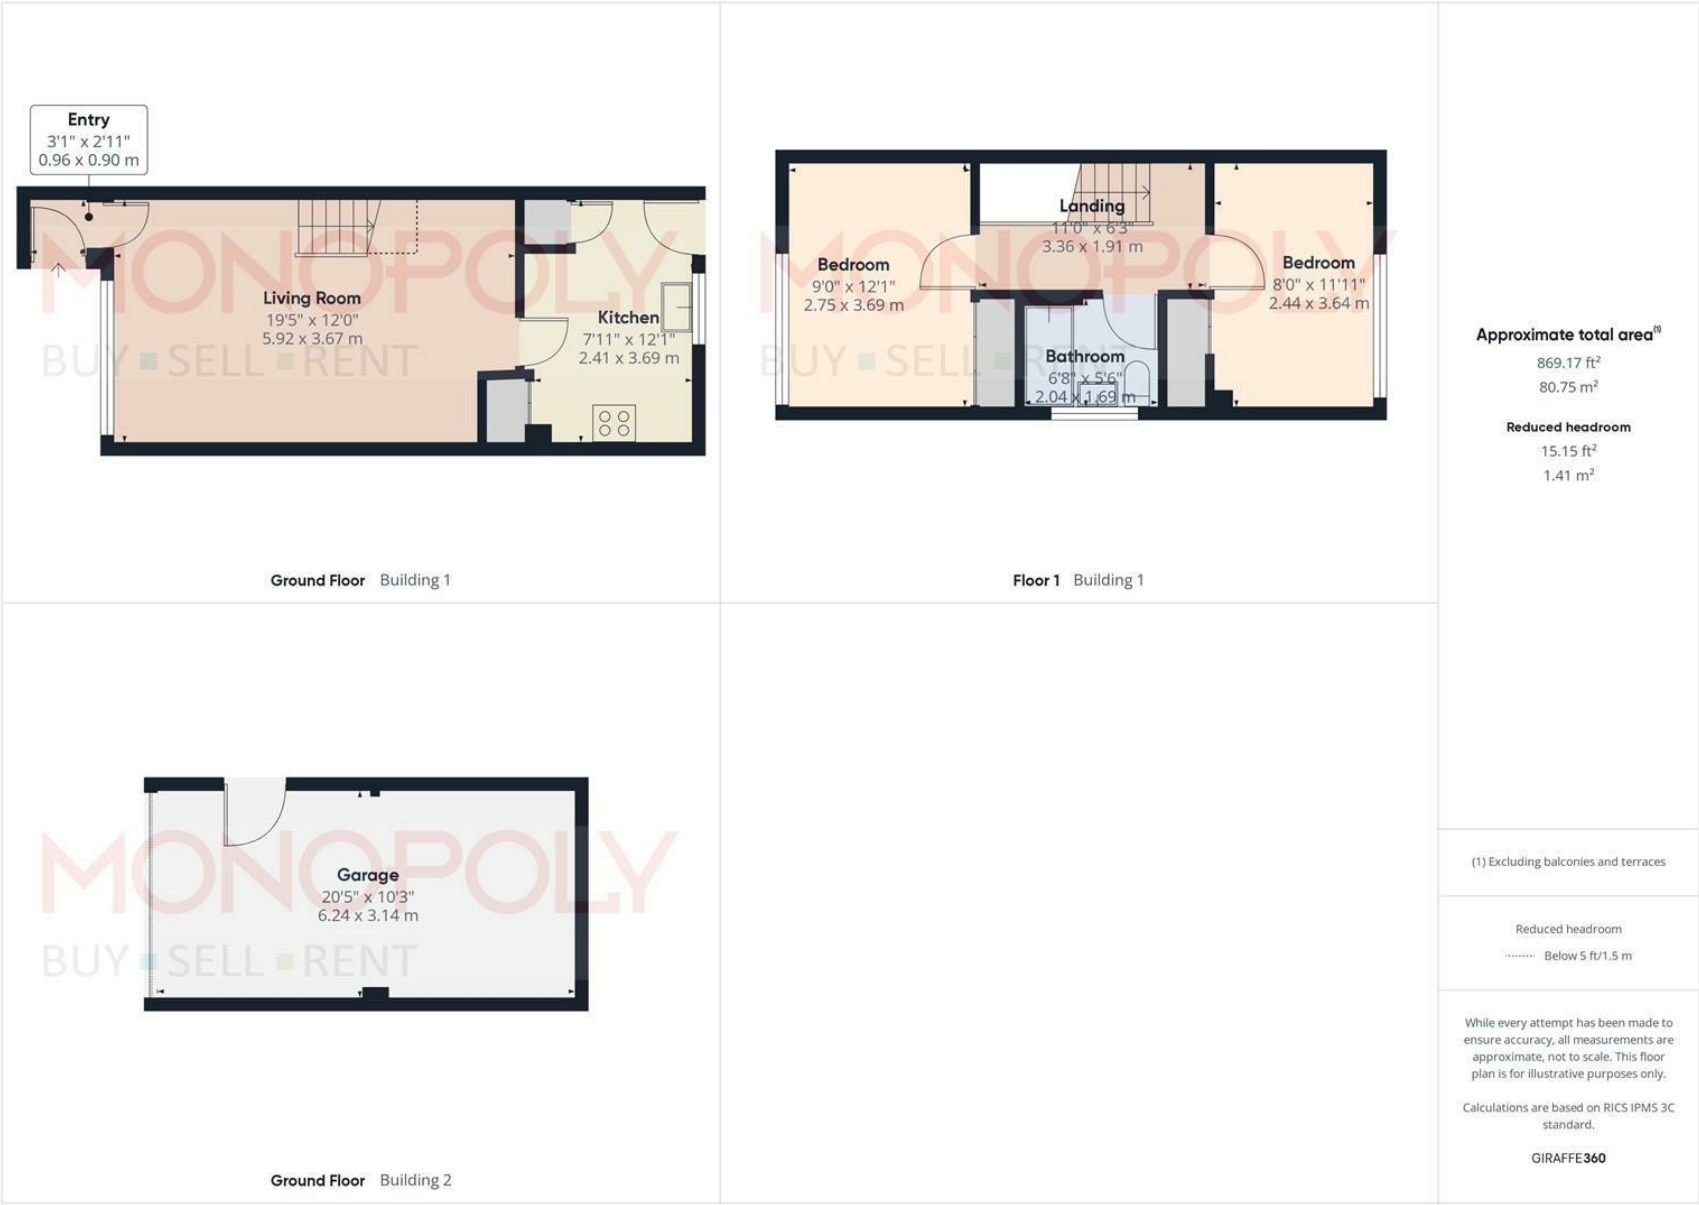 Entry
3'1" x 2'11"
0.96 x 0.90 m
MONOPOLY
BUY SELL RENT
Living Room
19'5" x 12'0"
5.92 x 3.67 m
Kitchen
7'11" x 12'1"
2.41 x 3.69 m
Ground Floor Building 1
MONOPOLY
BUY SELL RENT
Bedroom
9'0" x 12'1"
2.75 x 3.69 m
Landing
11'0" x 6'3"
3.36 x 1.91 m
Bedroom
8'0" x 11'11"
2.44 x 3.64 m
Bathroom
6'8" x 5'6"
2.04 x 1.69 m
Floor 1 Building 1
MONOPOLY
BUY SELL RENT
Garage
20'5" x 10'3"
6.24 x 3.14 m
Ground Floor Building 2
Approximate total area(1)
869.17 ft²
80.75 m²
Reduced headroom
15.15 ft²
1.41 m²
(1) Excluding balconies and terraces
Reduced headroom
Below 5 ft/1.5 m
While every attempt has been made to
ensure accuracy, all measurements are
approximate, not to scale. This floor
plan is for illustrative purposes only.
Calculations are based on RICS IPMS 3C
standard.
GIRAFFE360